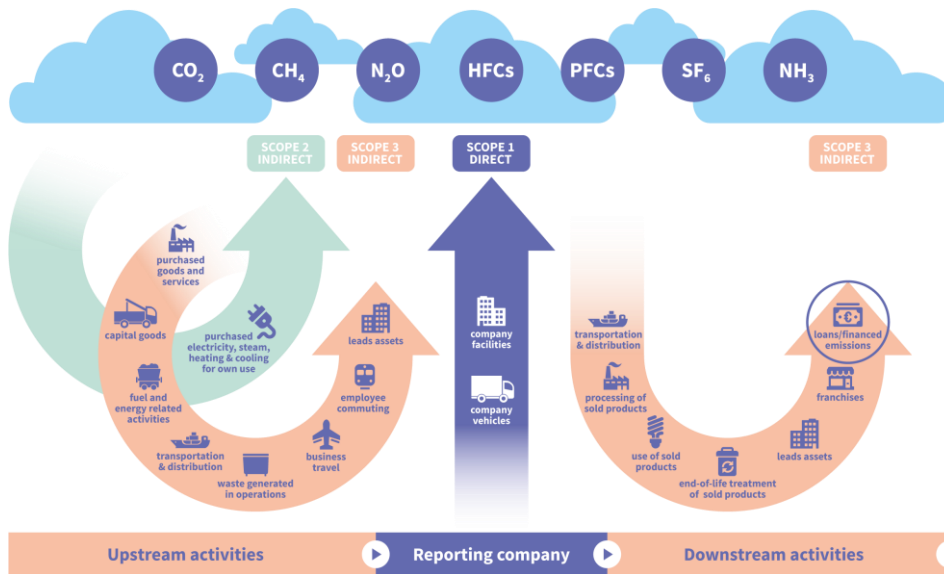 CO₂
CH₄
N₂O
HFCs
PFCs
SF₆
NH₃
SCOPE 2
INDIRECT
SCOPE 3
INDIRECT
SCOPE 1
DIRECT
SCOPE 3
INDIRECT
purchased
goods and
services
capital goods
fuel and
energy related
activities
transportation
& distribution
waste generated
in operations
business
travel
employee
commuting
leads assets
purchased
electricity, steam,
heating & cooling
for own use
company
facilities
company
vehicles
transportation
& distribution
processing of
sold products
use of sold
products
end-of-life treatment
of sold products
leads assets
franchises
€
loans/financed
emissions
Upstream activities
Reporting company
Downstream activities